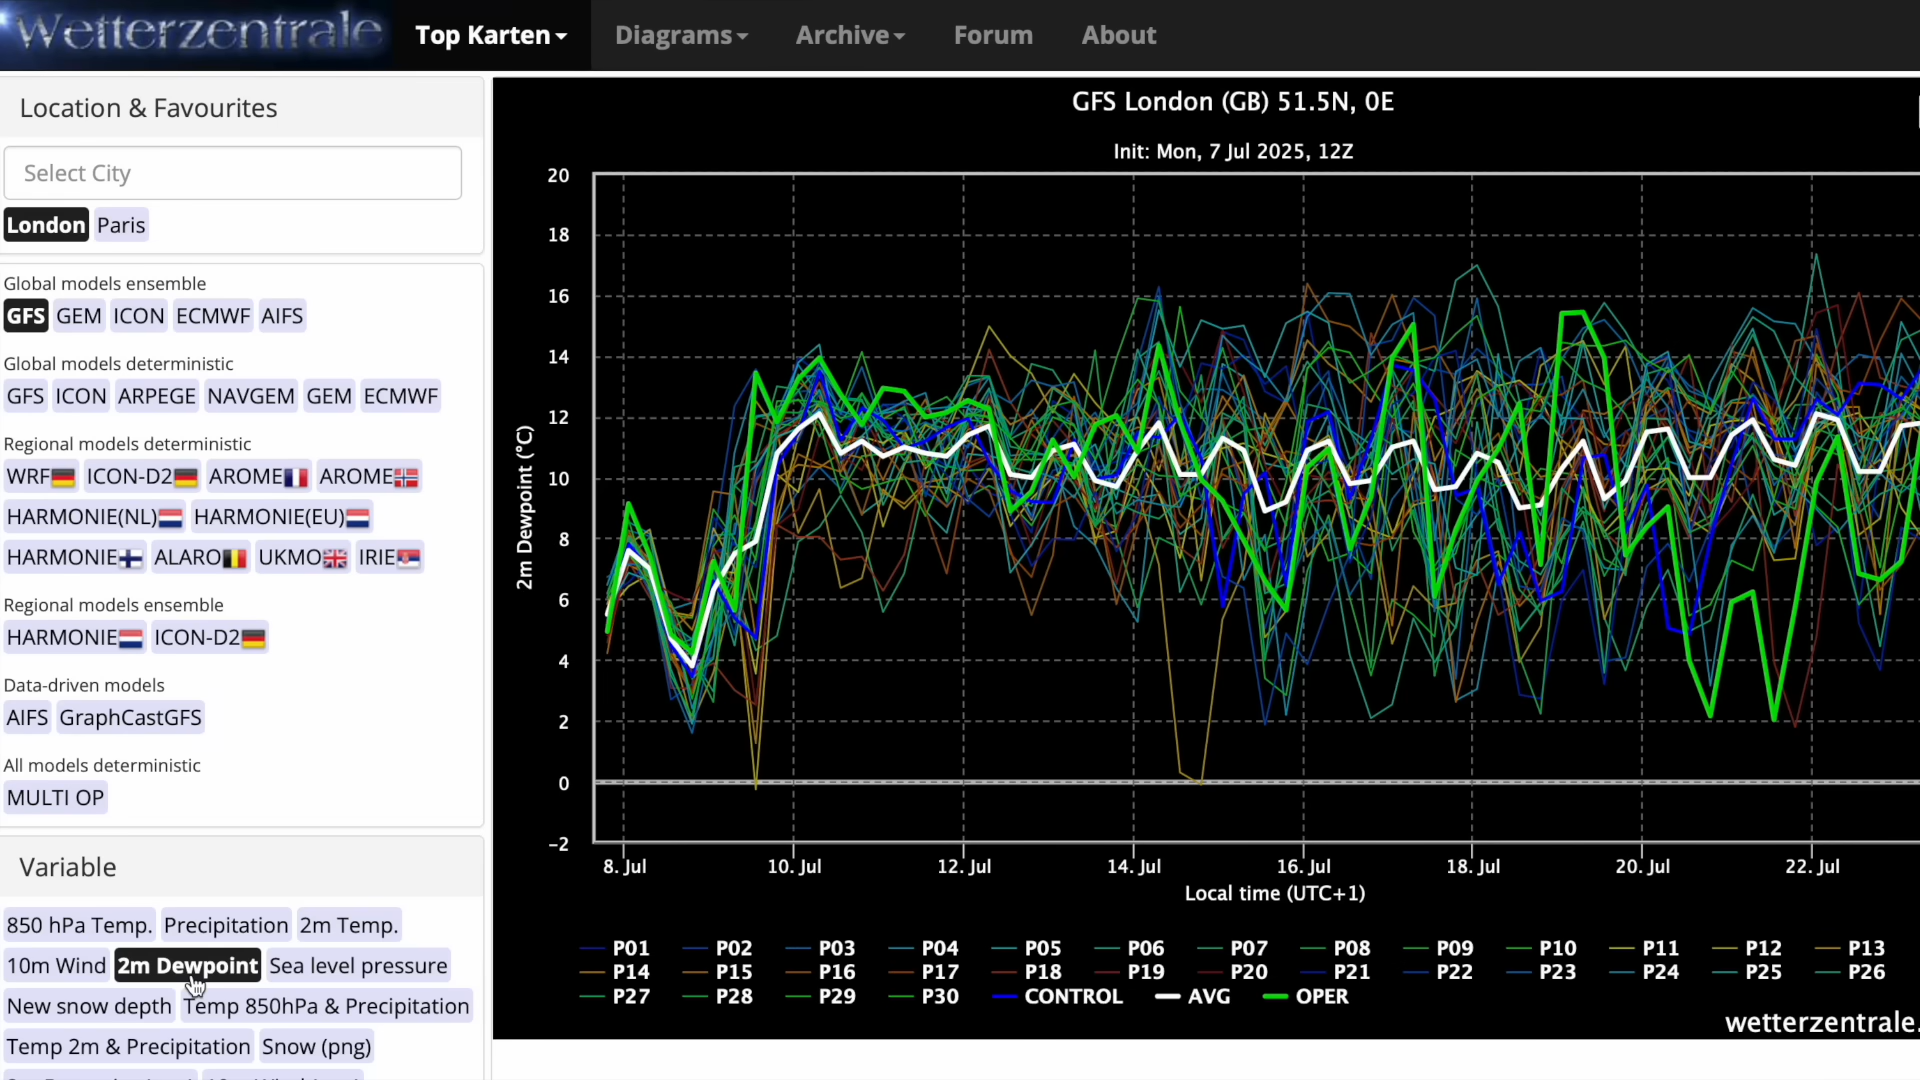 Wetterzentrale
Top Karten
Diagrams
Archive
Forum
About
Location & Favourites
Select City
London Paris
Global models ensemble
GFS GEM ICON ECMWF AIFS
Global models deterministic
GFS ICON ARPEGE NAVGEM GEM ECMWF
Regional models deterministic
WRF ICON-D2 AROME AROME
HARMONIE(NL) HARMONIE(EU)
HARMONIE ALARO UKMO IRIE
Regional models ensemble
HARMONIE ICON-D2
Data-driven models
AIFS GraphCastGFS
All models deterministic
MULTI OP
Variable
850 hPa Temp. Precipitation 2m Temp.
10m Wind 2m Dewpoint Sea level pressure
New snow depth Temp 850hPa & Precipitation
Temp 2m & Precipitation Snow (png)
GFS London (GB) 51.5N, 0E
Init: Mon, 7 Jul 2025, 12Z
2m Dewpoint (°C)
20
18
16
14
12
10
8
6
4
2
0
-2
8. Jul 10. Jul 12. Jul 14. Jul 16. Jul 18. Jul 20. Jul 22. Jul
Local time (UTC+1)
P01 P02 P03 P04 P05 P06 P07 P08 P09 P10 P11 P12 P13
P14 P15 P16 P17 P18 P19 P20 P21 P22 P23 P24 P25 P26
P27 P28 P29 P30 CONTROL AVG OPER
wetterzentrale.